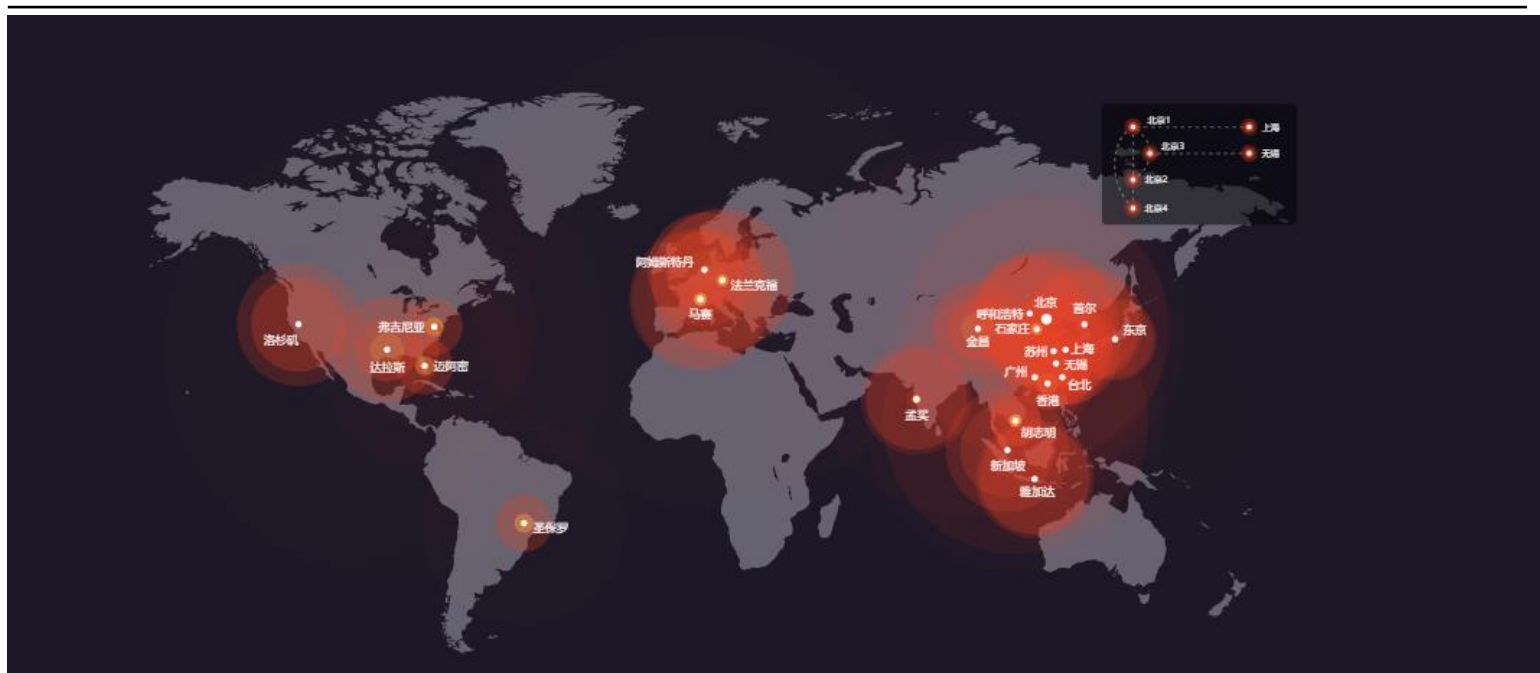 北京1
上海
北京3
无锡
北京2
北京4
阿姆斯特丹
法兰克福
马赛
洛杉矶
弗吉尼亚
达拉斯
迈阿密
圣保罗
呼和浩特
北京
首尔
石家庄
金昌
东京
苏州
上海
无锡
广州
台北
香港
孟买
胡志明
新加坡
雅加达